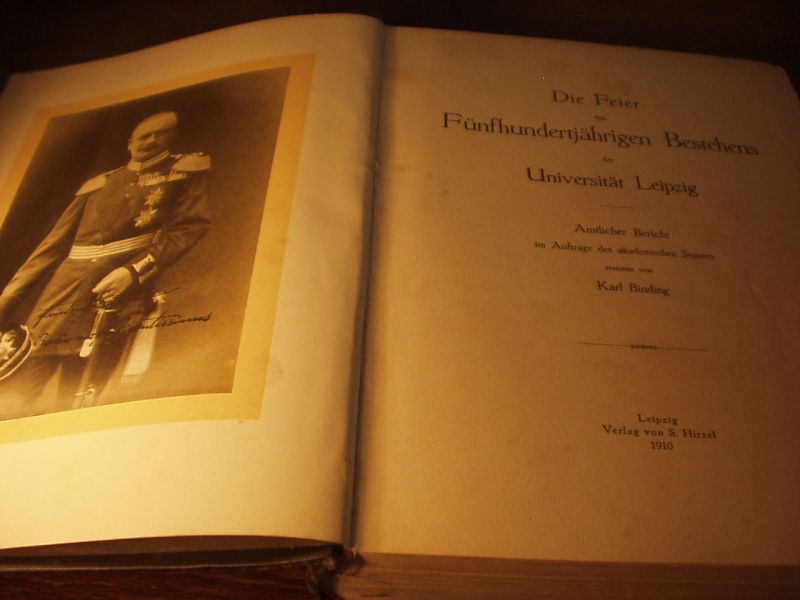 Die Feier
des
Fünfhundertjährigen Bestehens
der
Universität Leipzig
Amtlicher Bericht
im Auftrage des akademischen Senates
erstattet von
Karl Binding
Leipzig
Verlag von S. Hirzel
1910